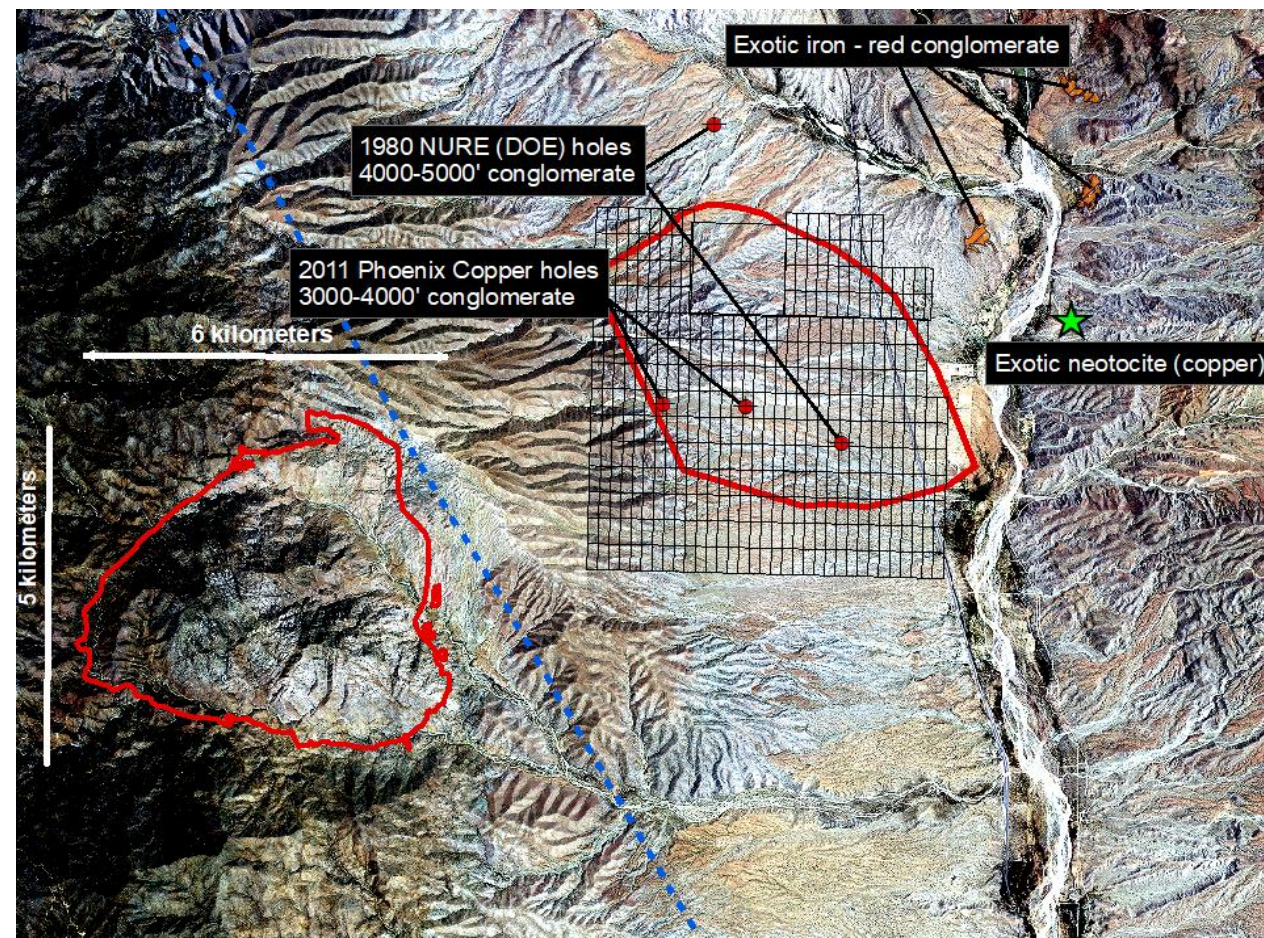 Exotic iron - red conglomerate
1980 NURE (DOE) holes
4000-5000' conglomerate
2011 Phoenix Copper holes
3000-4000' conglomerate
6 kilometers
Exotic neotocite (copper)
5 kilometers